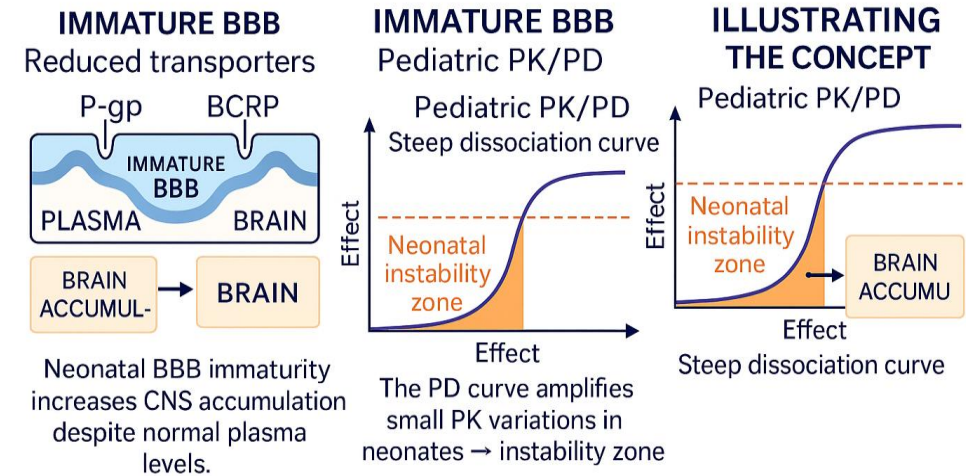 IMMATURE BBB
Reduced transporters
P-gp
BCRP
IMMATURE
BBB
PLASMA
BRAIN
BRAIN
ACCUMUL-
BRAIN
Neonatal BBB immaturity
increases CNS accumulation
despite normal plasma
levels.
IMMATURE BBB
Pediatric PK/PD
Pediatric PK/PD
Steep dissociation curve
Effect
Neonatal
instability
zone
Effect
The PD curve amplifies
small PK variations in
neonates → instability zone
ILLUSTRATING
THE CONCEPT
Pediatric PK/PD
Effect
Neonatal
instability
zone
BRAIN
ACCUMU
Effect
Steep dissociation curve